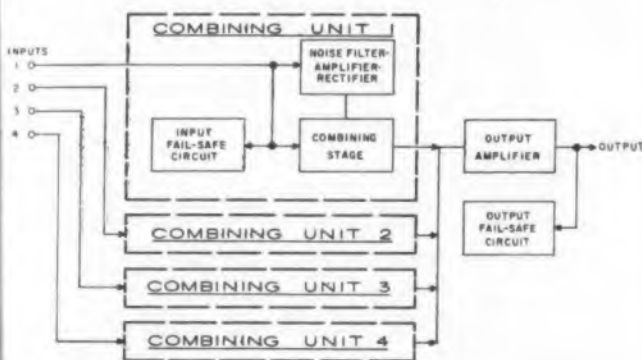 COMBINING UNIT 1
INPUTS
1
2
3
4
NOISE FILTER-
AMPLIFIER-
RECTIFIER
INPUT
FAIL-SAFE
CIRCUIT
COMBINING
STAGE
OUTPUT
AMPLIFIER
OUTPUT
OUTPUT
FAIL-SAFE
CIRCUIT
COMBINING UNIT 2
COMBINING UNIT 3
COMBINING UNIT 4